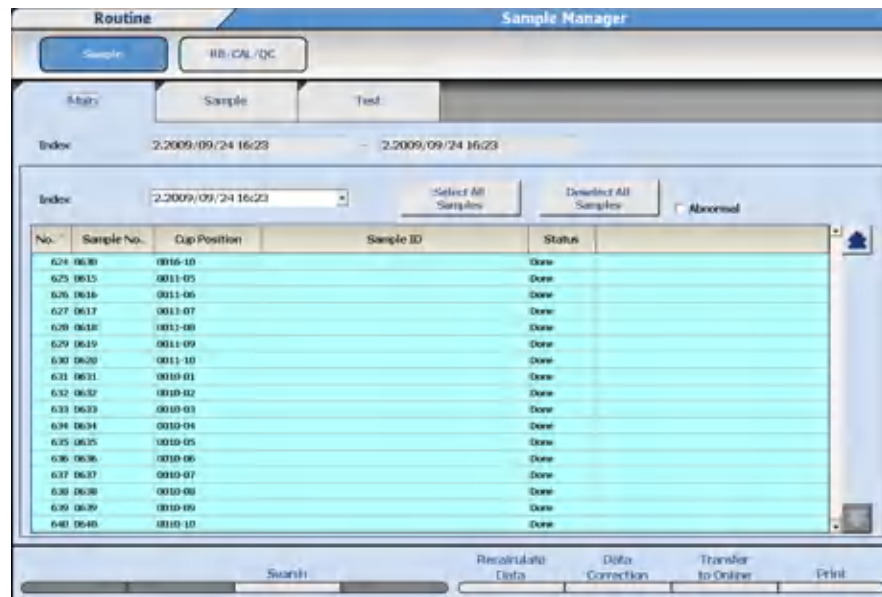 Routine Sample Manager
Sample RB/CAL/QC
Main Sample Test
Index 2.2009/09/24 16:23 - 2.2009/09/24 16:23
Index 2.2009/09/24 16:23 Select All Samples Deselect All Samples Abnormal
No. Sample No. Cup Position Sample ID Status
624 0630 0016-10 Done
625 0615 0011-05 Done
626 0616 0011-06 Done
627 0617 0011-07 Done
628 0618 0011-08 Done
629 0619 0011-09 Done
630 0620 0011-10 Done
631 0631 0010-01 Done
632 0632 0010-02 Done
633 0633 0010-03 Done
634 0634 0010-04 Done
635 0635 0010-05 Done
636 0636 0010-06 Done
637 0637 0010-07 Done
638 0638 0010-08 Done
639 0639 0010-09 Done
640 0640 0010-10 Done
Search Recalculate Data Data Correction Transfer to Online Print